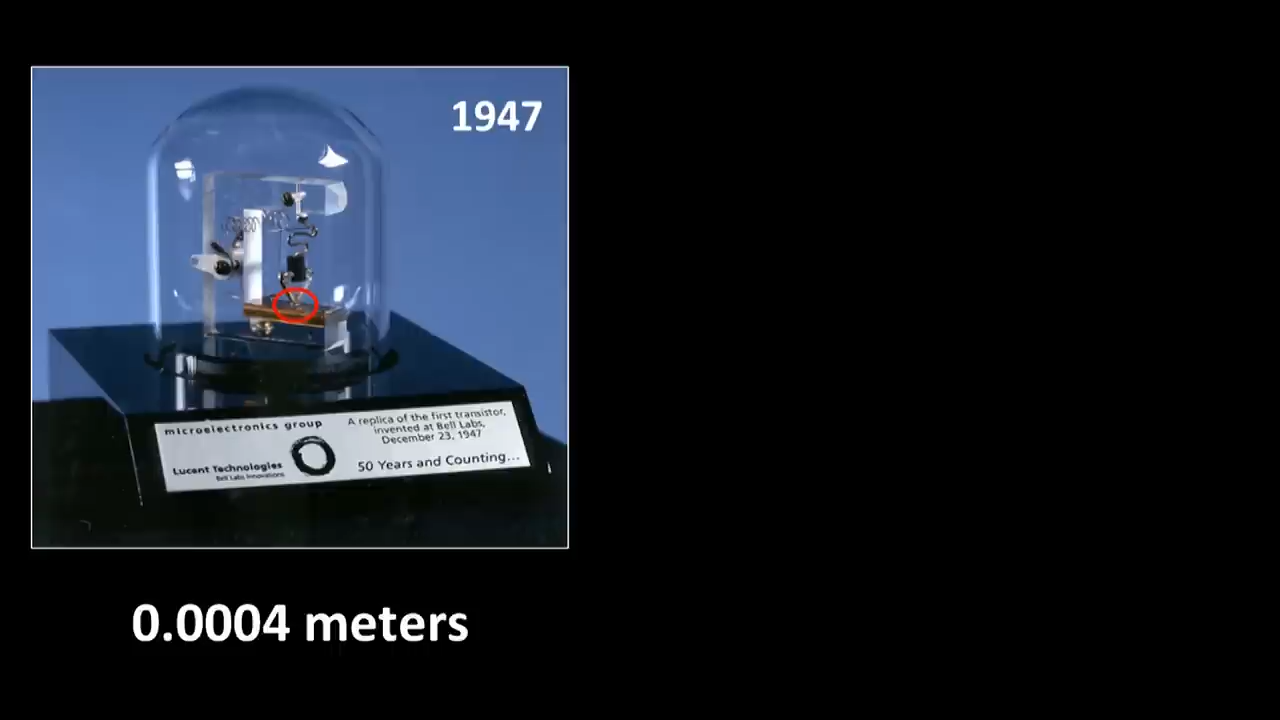 1947
microelectronics group
Lucent Technologies
Bell Labs Innovations
A replica of the first transistor,
invented at Bell Labs,
December 23, 1947
50 Years and Counting...
0.0004 meters